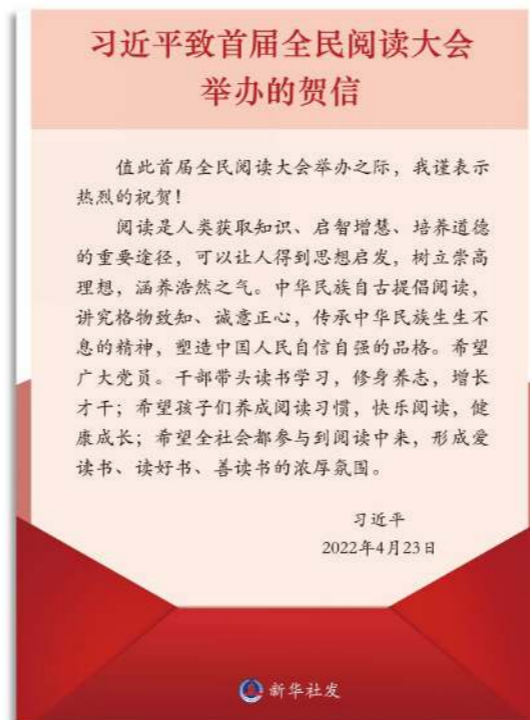 习近平致首届全民阅读大会
举办的贺信
值此首届全民阅读大会举办之际，我谨表示
热烈的祝贺！
阅读是人类获取知识、启智增慧、培养道德
的重要途径，可以让人得到思想启发，树立崇高
理想，涵养浩然之气。中华民族自古提倡阅读，
讲究格物致知、诚意正心，传承中华民族生生不
息的精神，塑造中国人民自信自强的品格。希望
广大党员。干部带头读书学习，修身养志，增长
才干；希望孩子们养成阅读习惯，快乐阅读，健
康成长；希望全社会都参与到阅读中来，形成爱
读书、读好书、善读书的浓厚氛围。
习近平
2022年4月23日
新华社发